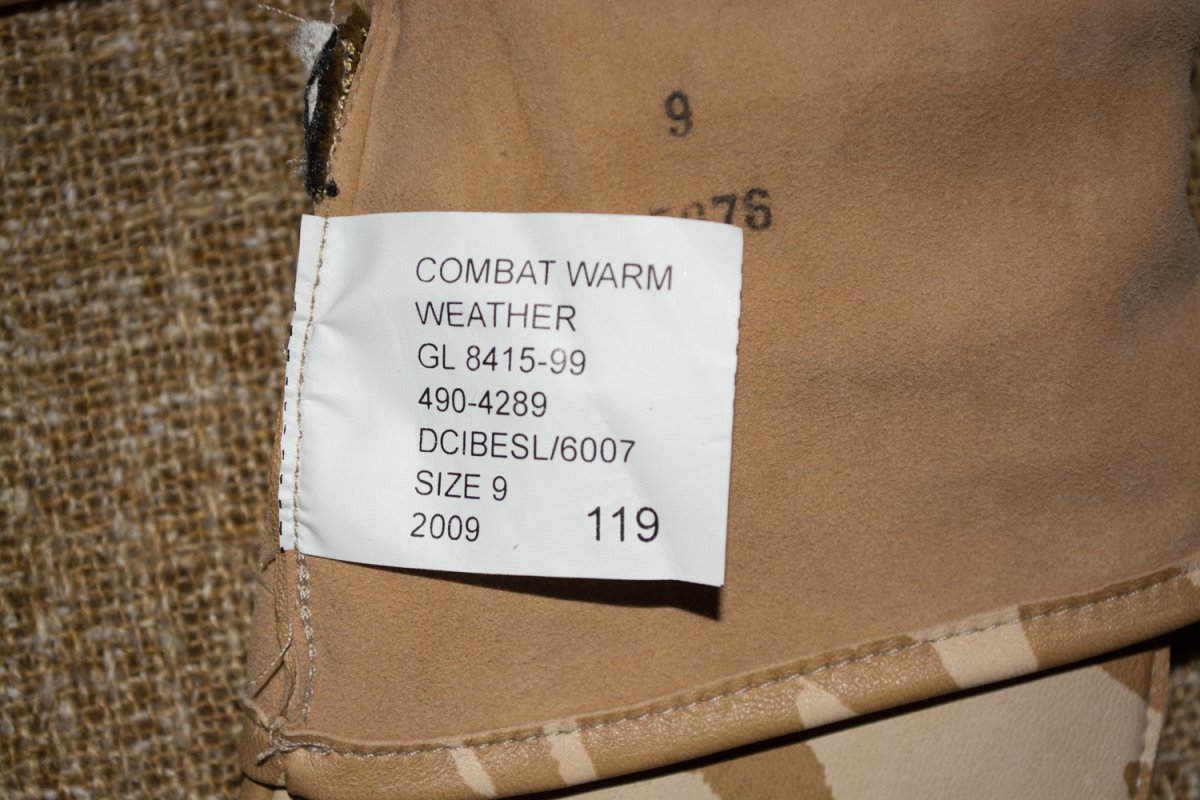 9
COMBAT WARM
WEATHER
GL 8415-99
490-4289
DCIBESL/6007
SIZE 9
2009 119